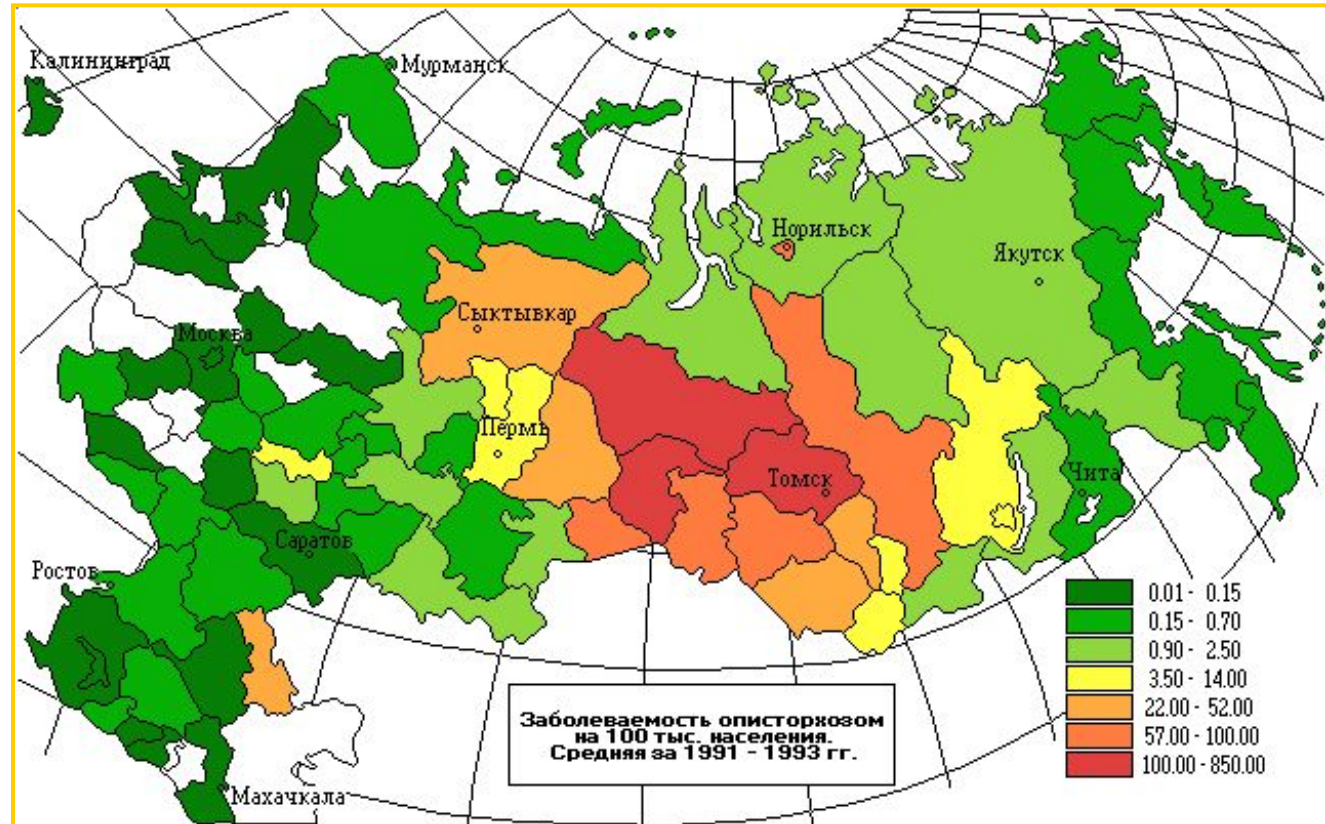 Калининград
Мурманск
Норильск
Якутск
Сыктывкар
Москва
Пермь
Томск
Чита
Саратов
Ростов
Махачкала
0.01 - 0.15
0.15 - 0.70
0.90 - 2.50
3.50 - 14.00
22.00 - 52.00
57.00 - 100.00
100.00 - 850.00
Заболеваемость описторхозом
на 100 тыс. населения.
Средняя за 1991 - 1993 гг.